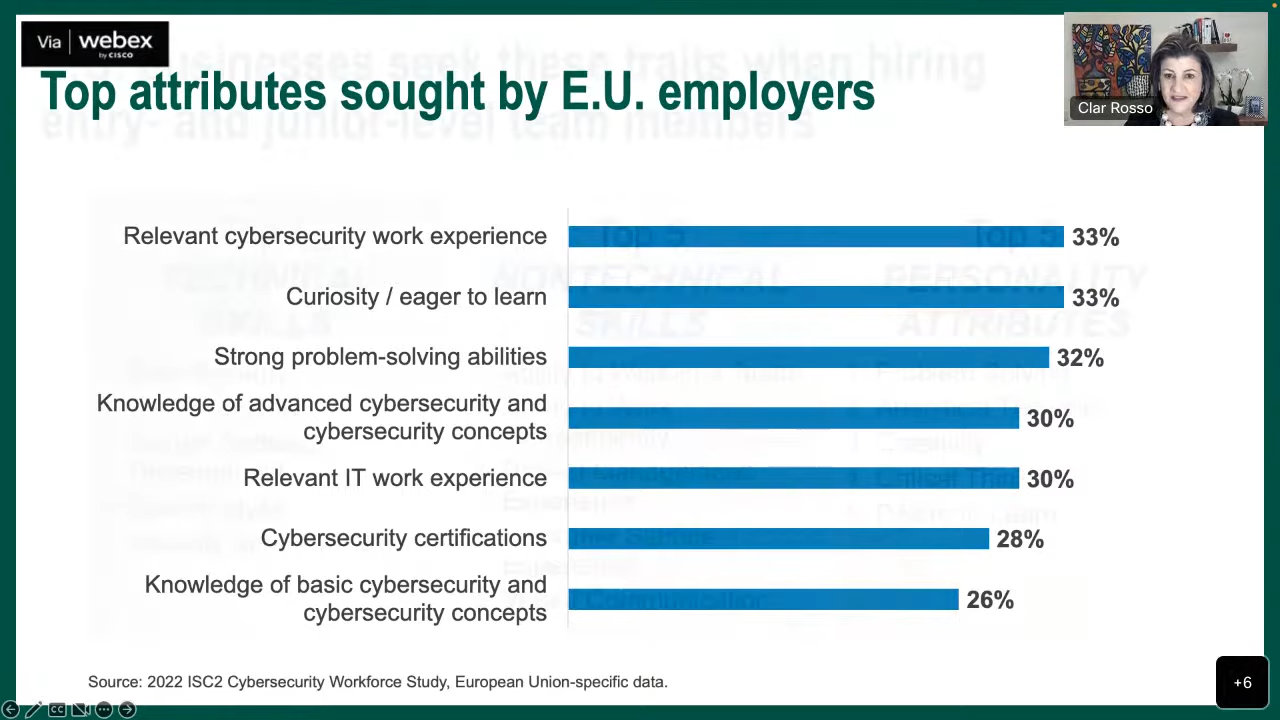 Via webex
by CISCO
Top attributes sought by E.U. employers
Clar Rosso
Relevant cybersecurity work experience 33%
Curiosity / eager to learn 33%
Strong problem-solving abilities 32%
Knowledge of advanced cybersecurity and
cybersecurity concepts 30%
Relevant IT work experience 30%
Cybersecurity certifications 28%
Knowledge of basic cybersecurity and
cybersecurity concepts 26%
Source: 2022 ISC2 Cybersecurity Workforce Study, European Union-specific data.
+6
CC